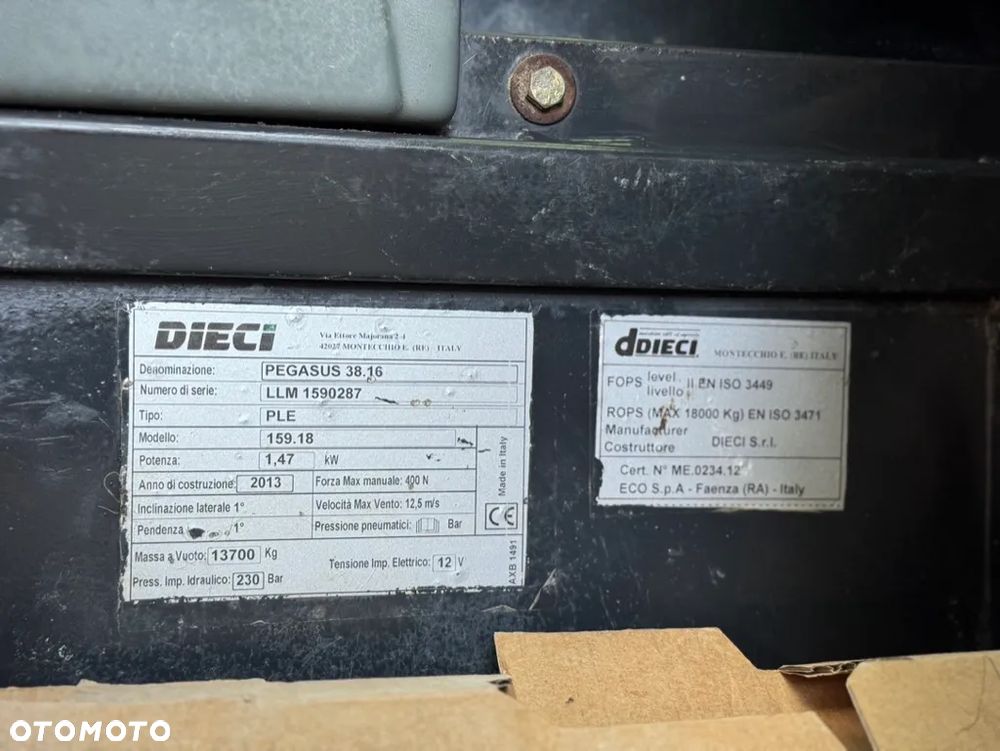 DIECI
Via Ettore Majorana 2-4
42027 MONTECCHIO E. (RE) ITALY
Denominazione: PEGASUS 38.16
Numero di serie: LLM 1590287
Tipo: PLE
Modello: 159.18
Potenza: 1,47 kW
Anno di costruzione: 2013 Forza Max manuale: 400 N
Inclinazione laterale 1° Velocità Max Vento: 12,5 m/s
Pendenza 1° Pressione pneumatici: Bar
Massa a Vuoto: 13700 Kg
Tensione Imp. Elettrico: 12 V
Press. Imp. Idraulico: 230 Bar
Made in Italy
CE
AXB 1491
dDIECI
MONTECCHIO E. (RE) ITALY
FOPS level II EN ISO 3449
livello
ROPS (MAX 18000 Kg) EN ISO 3471
Manufacturer
Costruttore DIECI S.r.l.
Cert. N° ME.0234.12
ECO S.p.A - Faenza (RA) - Italy
OTOMOTO